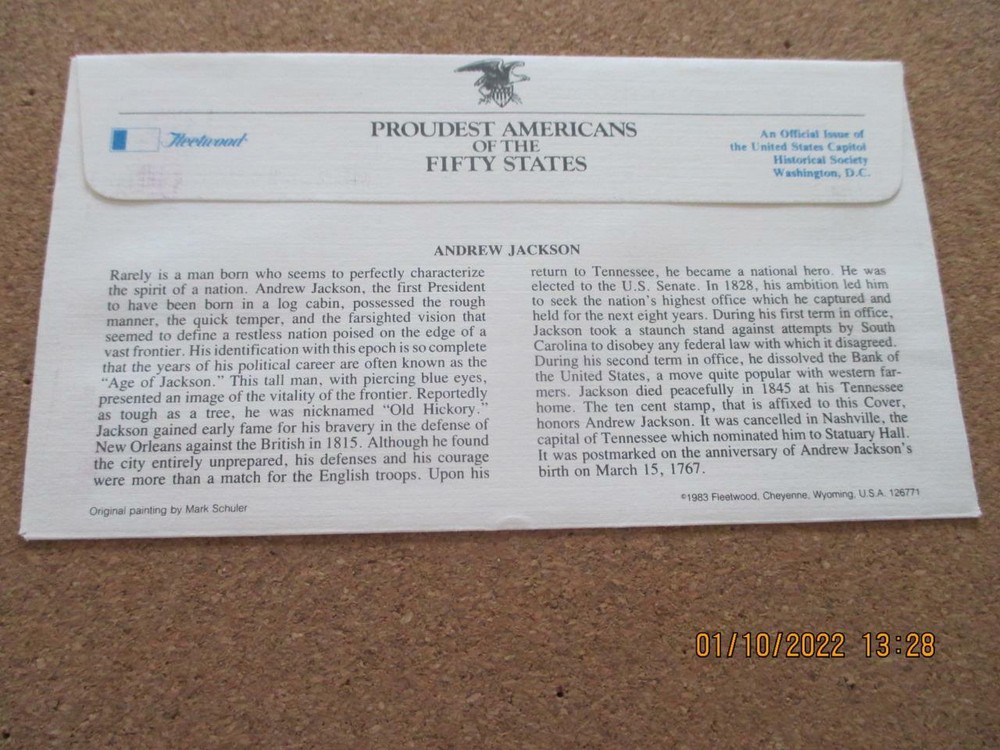 Fleetwood
PROUDEST AMERICANS
OF THE
FIFTY STATES
An Official Issue of
the United States Capitol
Historical Society
Washington, D.C.
ANDREW JACKSON
Rarely is a man born who seems to perfectly characterize
the spirit of a nation. Andrew Jackson, the first President
to have been born in a log cabin, possessed the rough
manner, the quick temper, and the farsighted vision that
seemed to define a restless nation poised on the edge of a
vast frontier. His identification with this epoch is so complete
that the years of his political career are often known as the
“Age of Jackson.” This tall man, with piercing blue eyes,
presented an image of the vitality of the frontier. Reportedly
as tough as a tree, he was nicknamed “Old Hickory.”
Jackson gained early fame for his bravery in the defense of
New Orleans against the British in 1815. Although he found
the city entirely unprepared, his defenses and his courage
were more than a match for the English troops. Upon his
return to Tennessee, he became a national hero. He was
elected to the U.S. Senate. In 1828, his ambition led him
to seek the nation's highest office which he captured and
held for the next eight years. During his first term in office,
Jackson took a staunch stand against attempts by South
Carolina to disobey any federal law with which it disagreed.
During his second term in office, he dissolved the Bank of
the United States, a move quite popular with western far-
mers. Jackson died peacefully in 1845 at his Tennessee
home. The ten cent stamp, that is affixed to this Cover,
honors Andrew Jackson. It was cancelled in Nashville, the
capital of Tennessee which nominated him to Statuary Hall.
It was postmarked on the anniversary of Andrew Jackson's
birth on March 15, 1767.
Original painting by Mark Schuler
©1983 Fleetwood, Cheyenne, Wyoming, U.S.A. 126771
01/10/2022 13:28